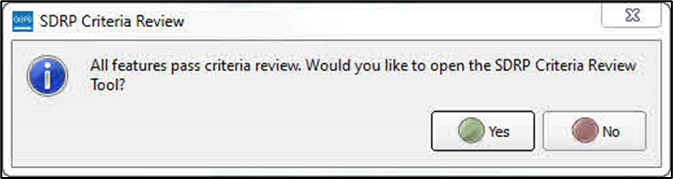 SDRP Criteria Review
All features pass criteria review. Would you like to open the SDRP Criteria Review
Tool?
Yes
No